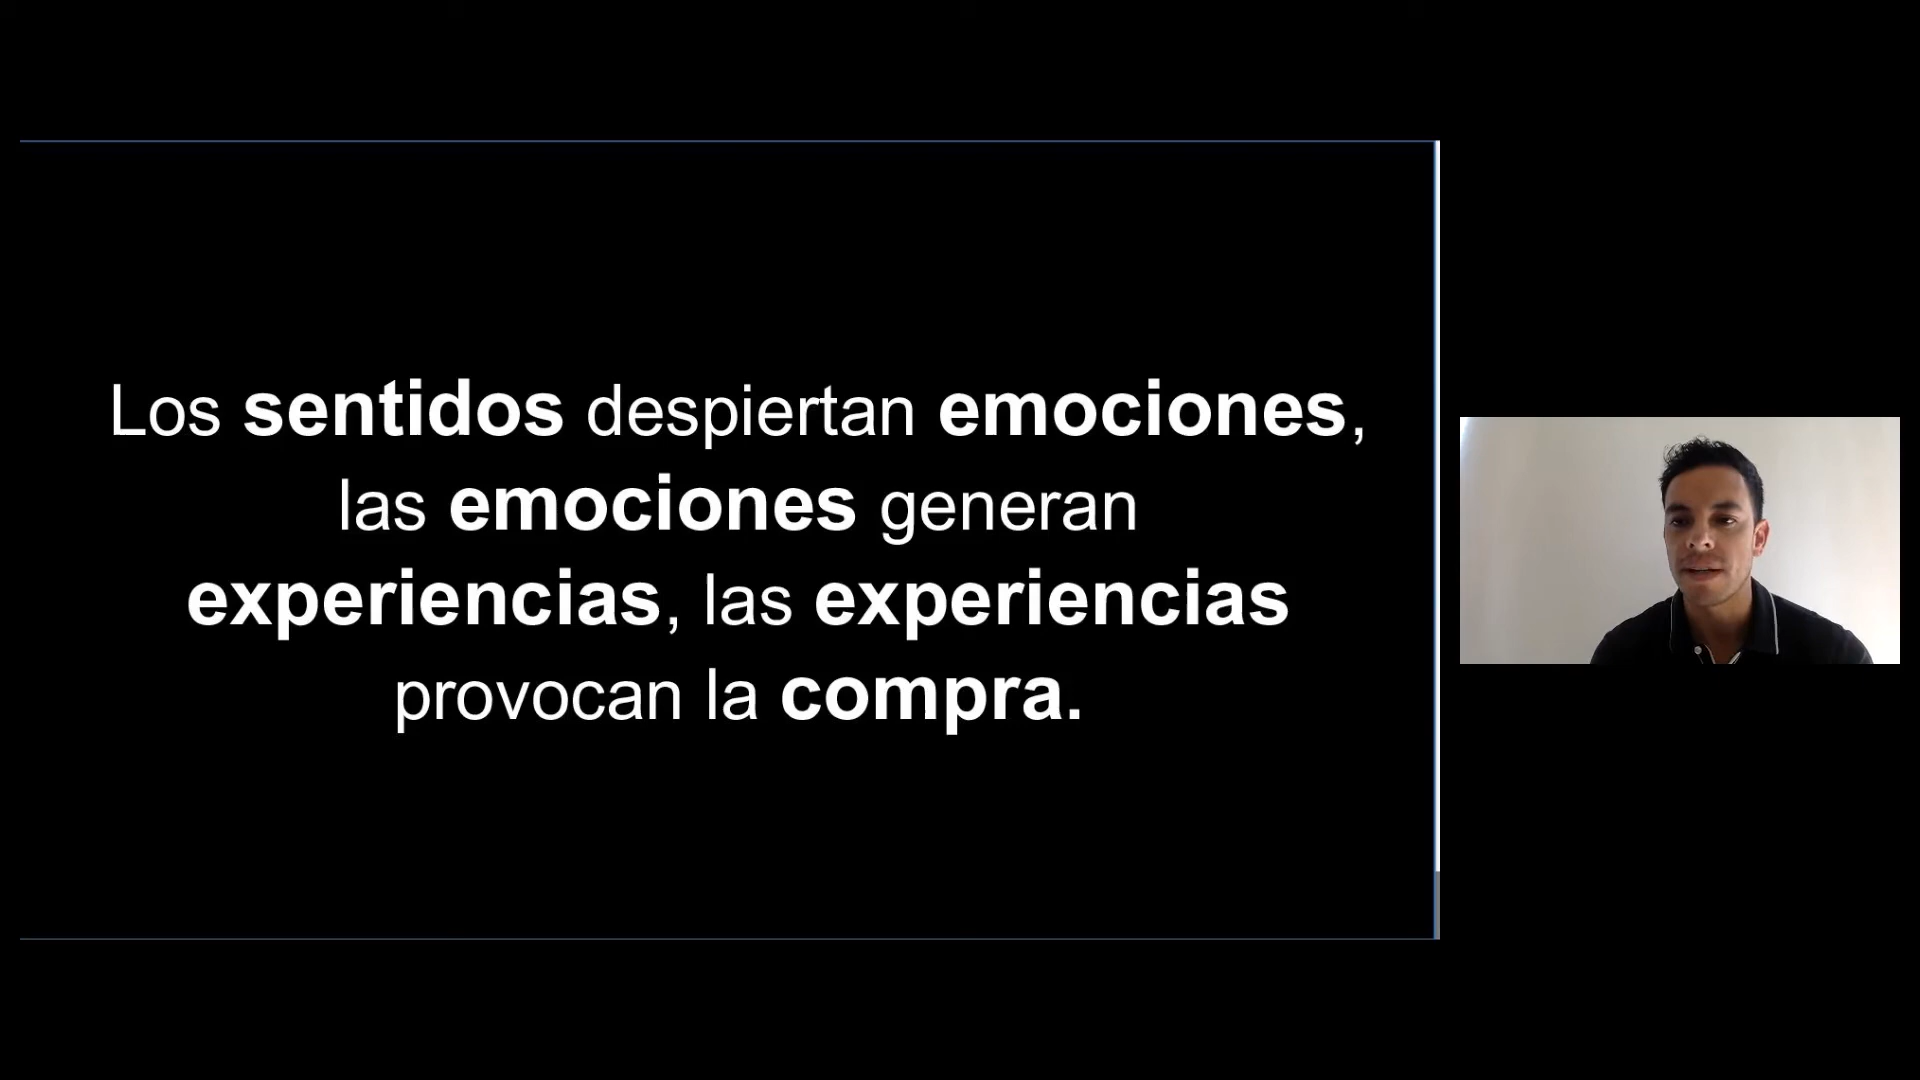 Los sentidos despiertan emociones,
las emociones generan
experiencias, las experiencias
provocan la compra.